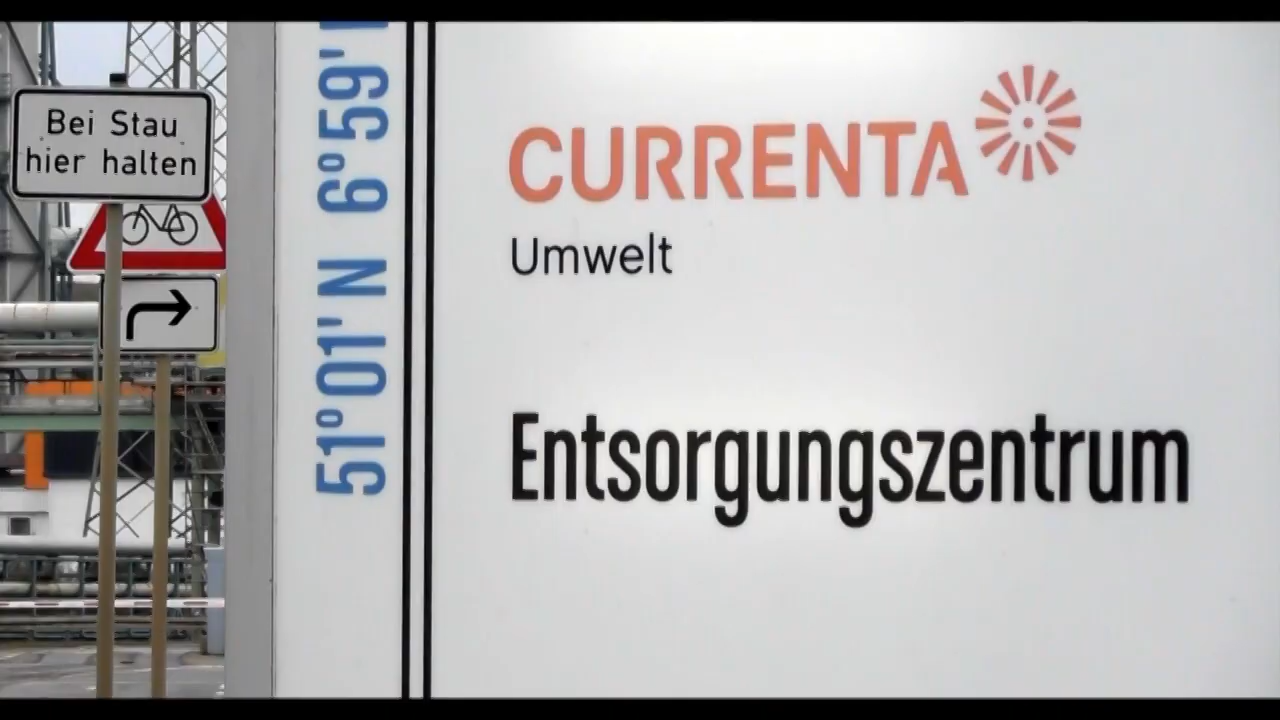 Bei Stau
hier halten
51°01' N 6°59'
CURRENTA
Umwelt
Entsorgungszentrum